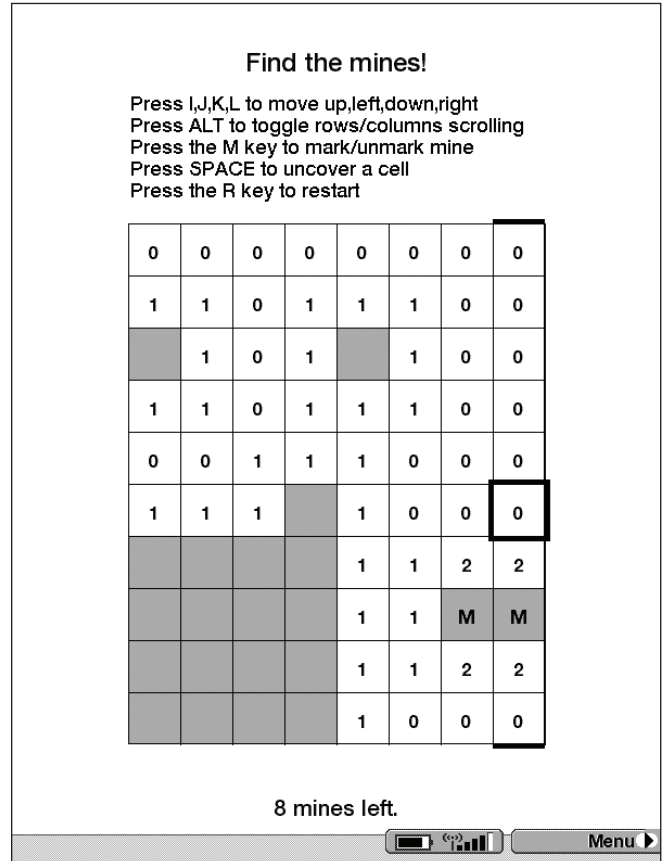 Find the mines!
Press I,J,K,L to move up,left,down,right
Press ALT to toggle rows/columns scrolling
Press the M key to mark/unmark mine
Press SPACE to uncover a cell
Press the R key to restart
0 0 0 0 0 0 0 0
1 1 0 1 1 1 0 0
1 0 1 1 0 0
1 1 0 1 1 1 0 0
0 0 1 1 1 0 0 0
1 1 1 1 0 0 0
1 1 2 2
1 1 M M
1 1 2 2
1 0 0 0
8 mines left.
Menu